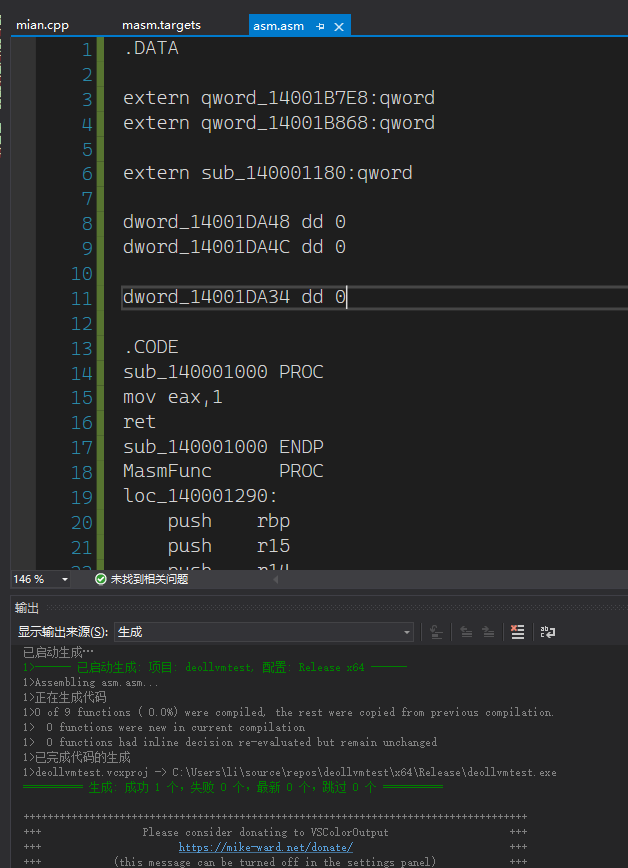 mian.cpp masm.targets asm.asm
1 .DATA
2
3 extern qword_14001B7E8:qword
4 extern qword_14001B868:qword
5
6 extern sub_140001180:qword
7
8 dword_14001DA48 dd 0
9 dword_14001DA4C dd 0
10
11 dword_14001DA34 dd 0
12
13 .CODE
14 sub_140001000 PROC
15 mov eax,1
16 ret
17 sub_140001000 ENDP
18 MasmFunc PROC
19 loc_140001290:
20 push rbp
21 push r15
22 push r14
146 % 未找到相关问题
输出
显示输出来源(S): 生成
已启动生成…
1>------ 已启动生成: 项目: deollvmtest, 配置: Release x64 ------
1>Assembling asm.asm...
1>正在生成代码
1>0 of 9 functions ( 0.0%) were compiled, the rest were copied from previous compilation.
1>  0 functions were new in current compilation
1>  0 functions had inline decision re-evaluated but remain unchanged
1>已完成代码的生成
1>deollvmtest.vcxproj -> C:\Users\li\source\repos\deollvmtest\x64\Release\deollvmtest.exe
========== 生成: 成功 1 个，失败 0 个，最新 0 个，跳过 0 个 ==========
+++++++++++++++++++++++++++++++++++++++++++++++++++++++++++++++++++++++++++++++++++
+++ Please consider donating to VSColorOutput +++
+++ https://mike-ward.net/donate/ +++
+++ (this message can be turned off in the settings panel) +++